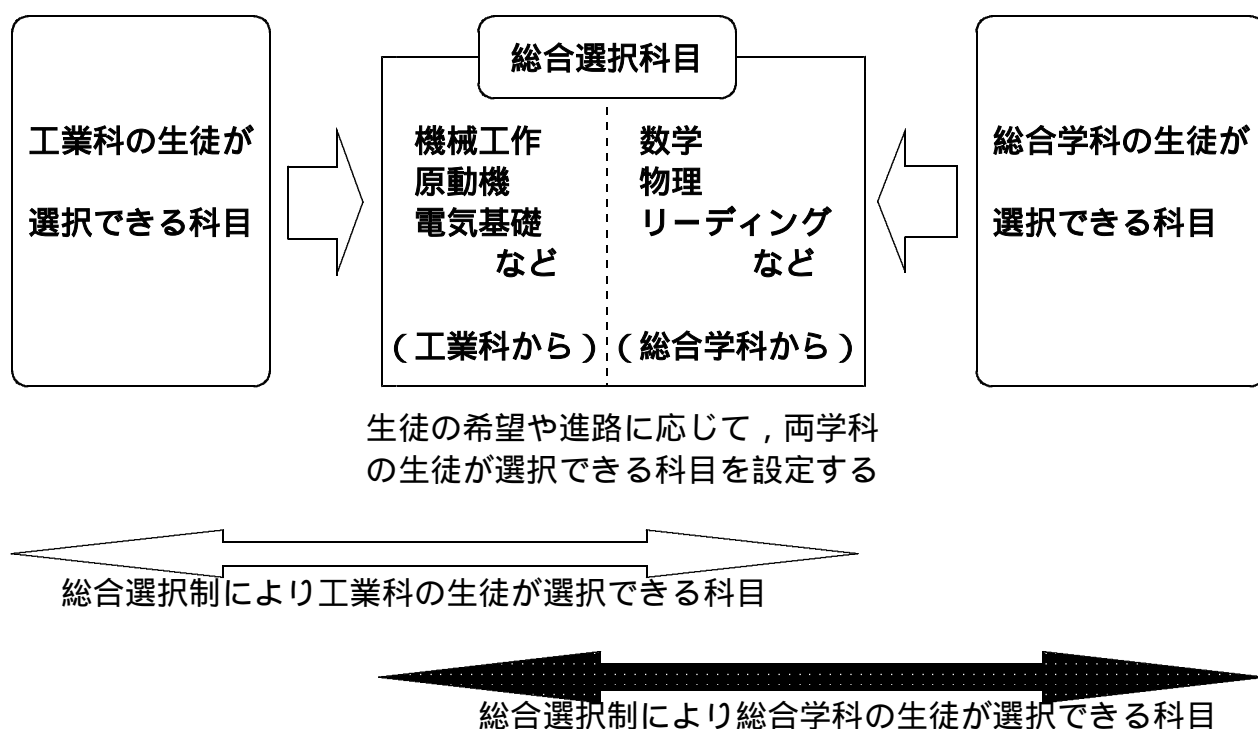 総合選択科目
工業科の生徒が
選択できる科目
機械工作
原動機
電気基礎
など
(工業科から)
数学
物理
リーディング
など
(総合学科から)
総合学科の生徒が
選択できる科目
生徒の希望や進路に応じて,両学科
の生徒が選択できる科目を設定する
総合選択制により工業科の生徒が選択できる科目
総合選択制により総合学科の生徒が選択できる科目